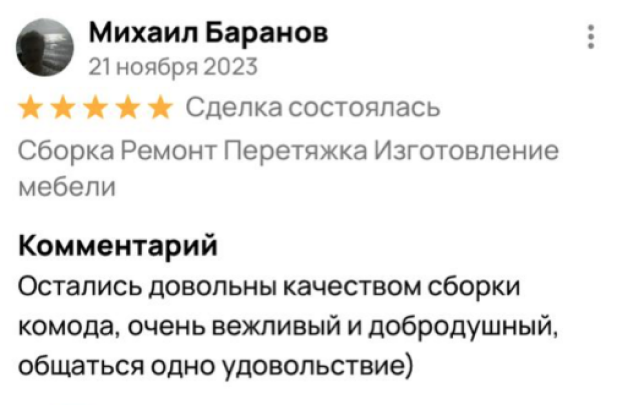 Михаил Баранов
21 ноября 2023
Сделка состоялась
Сборка Ремонт Перетяжка Изготовление
мебели
Комментарий
Остались довольны качеством сборки
комода, очень вежливый и добродушный,
общаться одно удовольствие)